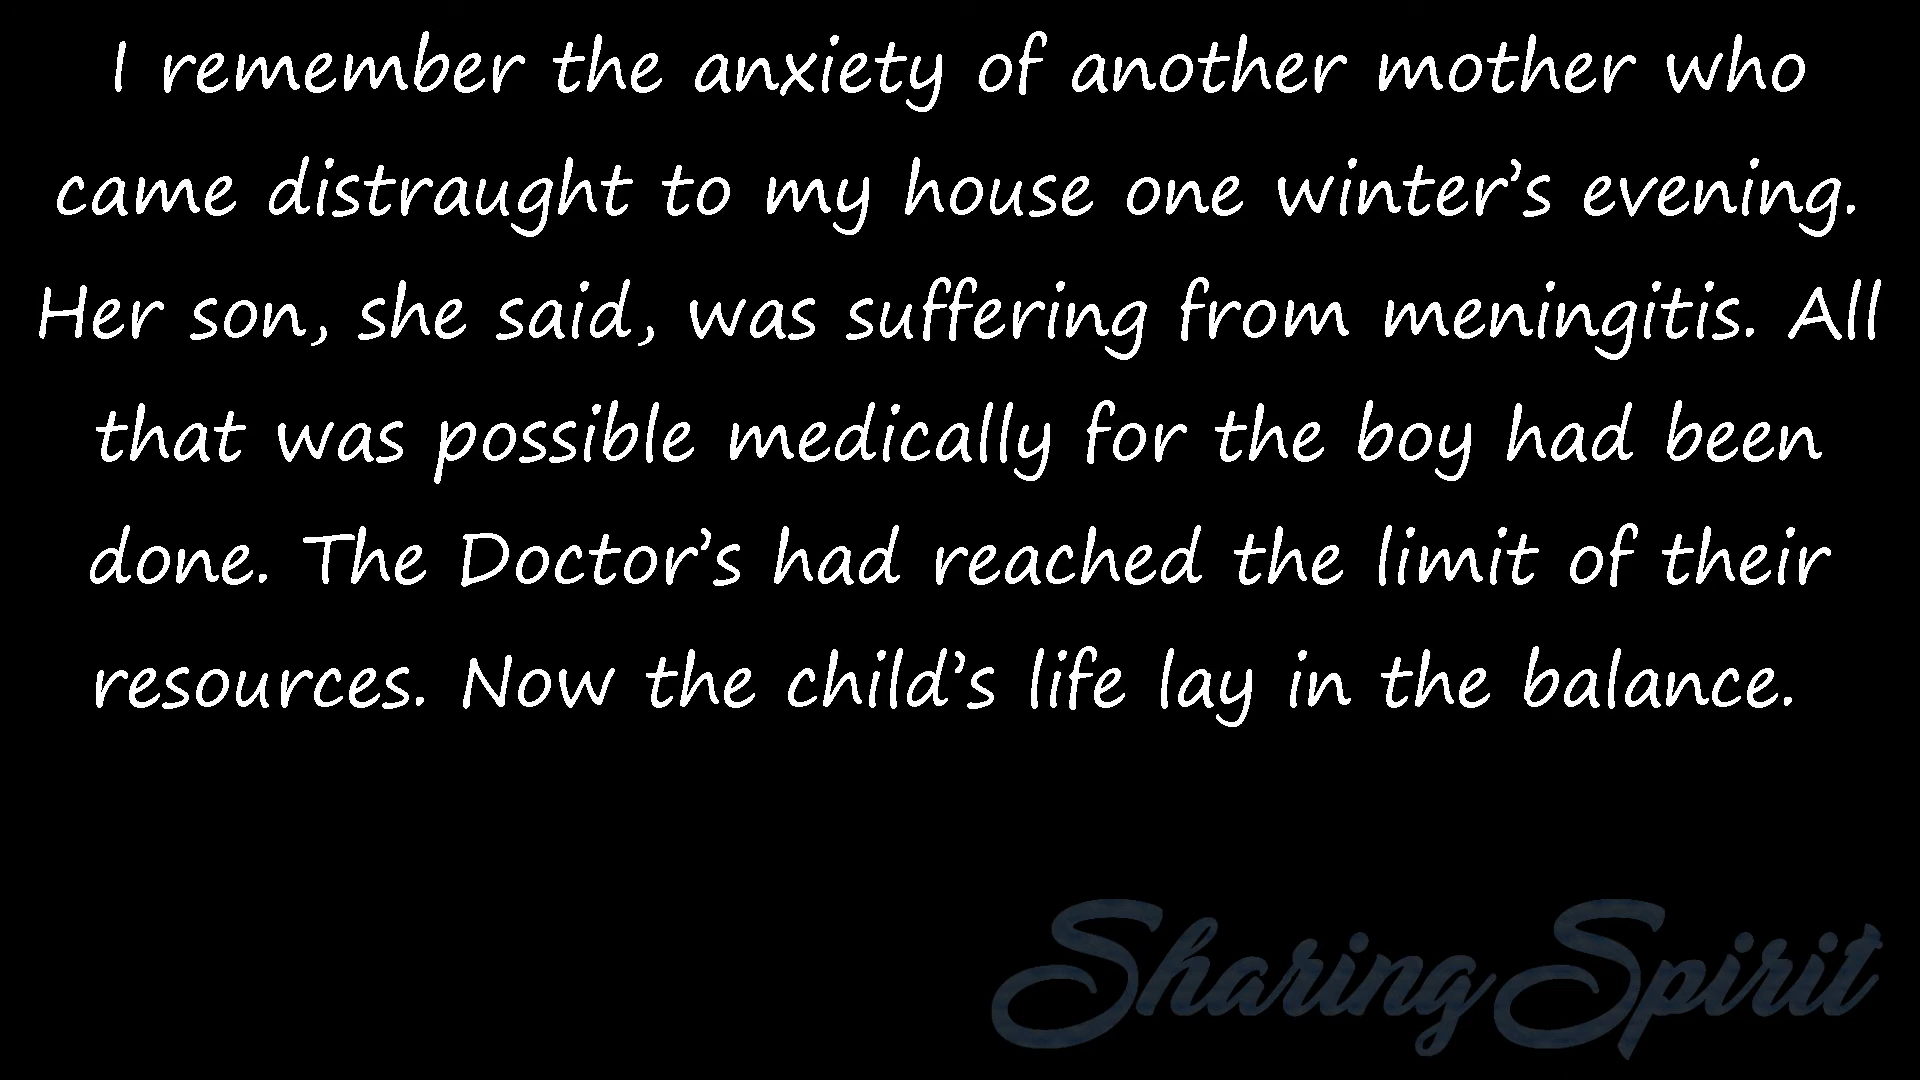 I remember the anxiety of another mother who
came distraught to my house one winter’s evening.
Her son, she said, was suffering from meningitis. All
that was possible medically for the boy had been
done. The Doctor’s had reached the limit of their
resources. Now the child’s life lay in the balance.
Sharing Spirit